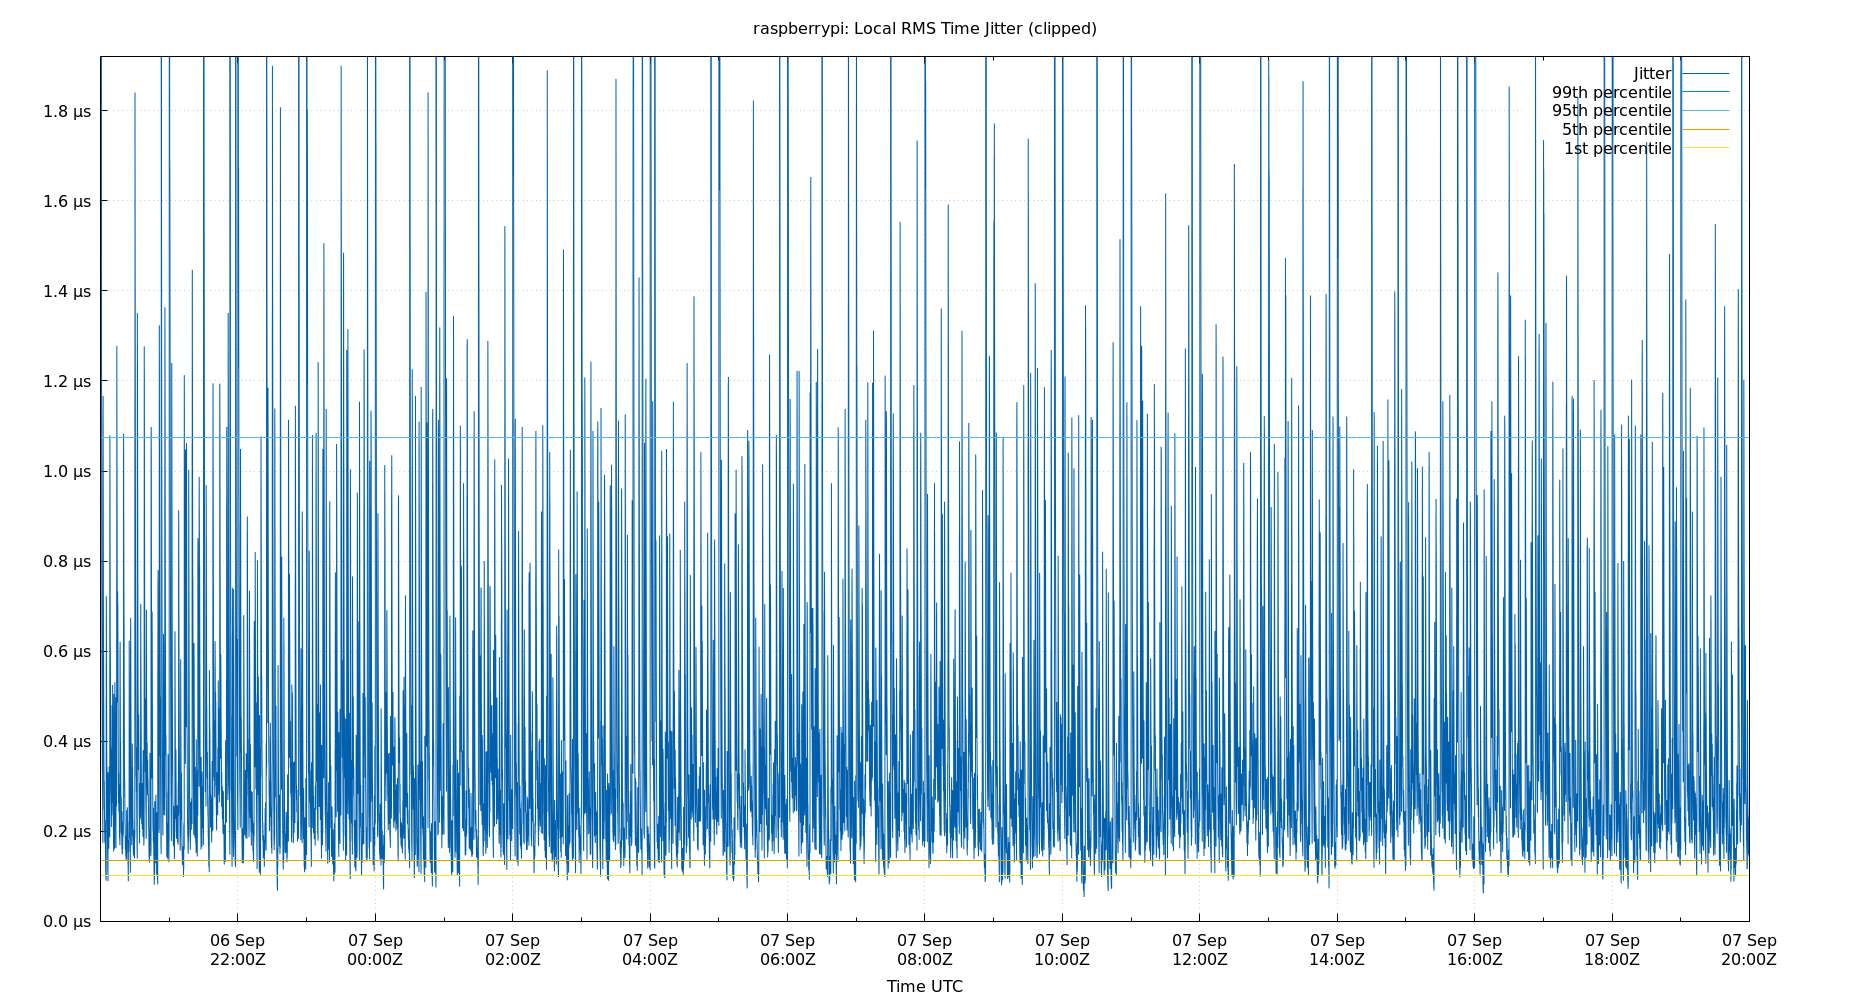 raspberrypi: Local RMS Time Jitter (clipped)
Jitter
99th percentile
95th percentile
5th percentile
1st percentile
1.8 μs
1.6 μs
1.4 μs
1.2 μs
1.0 μs
0.8 μs
0.6 μs
0.4 μs
0.2 μs
0.0 μs
06 Sep 07 Sep 07 Sep 07 Sep 07 Sep 07 Sep 07 Sep 07 Sep 07 Sep 07 Sep 07 Sep 07 Sep
22:00Z 00:00Z 02:00Z 04:00Z 06:00Z 08:00Z 10:00Z 12:00Z 14:00Z 16:00Z 18:00Z 20:00Z
Time UTC